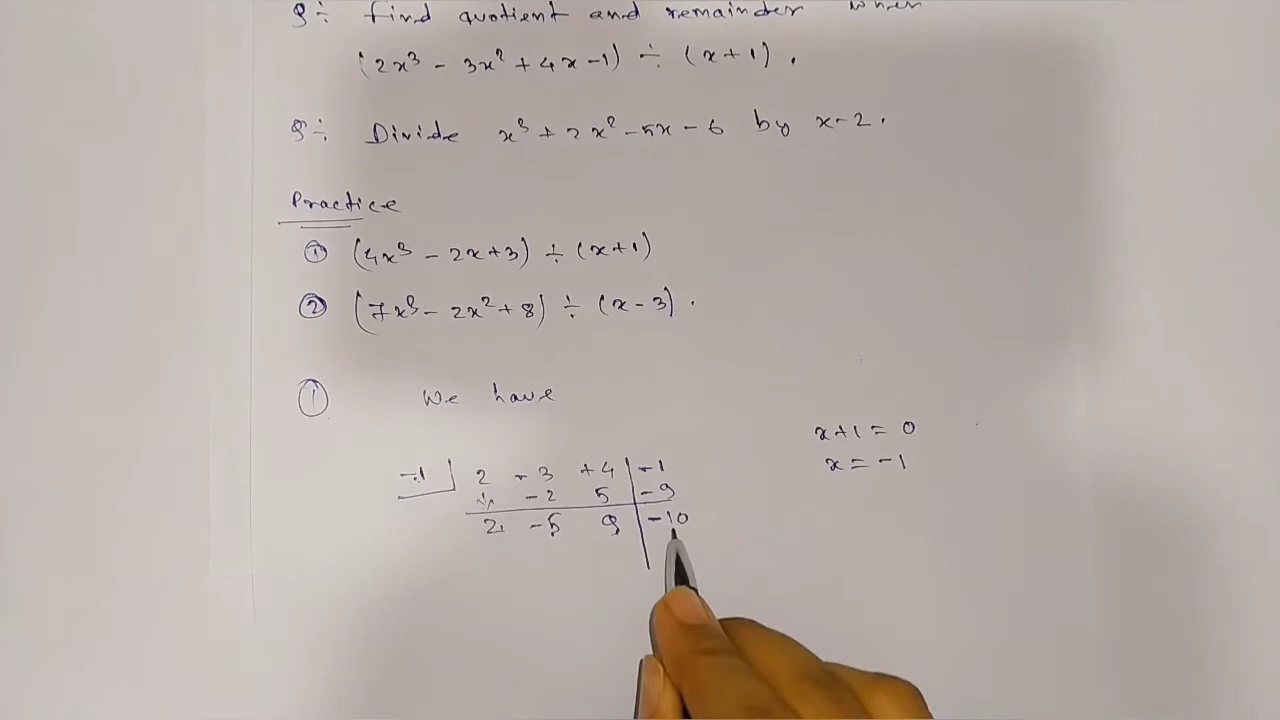 Q÷ find quotient and remainder when
(2x³ - 3x² + 4x - 1) ÷ (x + 1).
Q÷ Divide x³ + 2x² - 5x - 6 by x - 2.
Practice
① (4x³ - 2x + 3) ÷ (x + 1)
② (7x³ - 2x² + 8) ÷ (x - 3).
① We have
x + 1 = 0
x = -1
-1 2 - 3 + 4 -1
↓ - 2 5 - 9
2 - 5 9 - 10